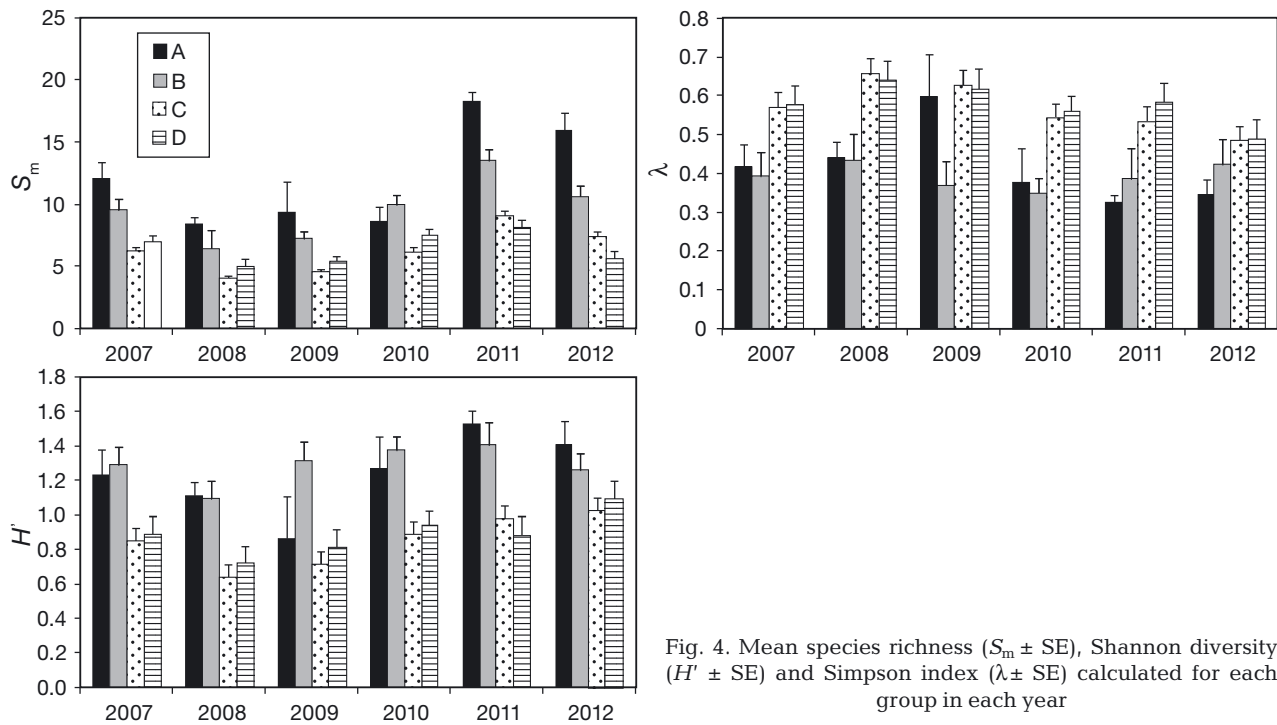 25
20
15
10
5
0
Sₘ
A
B
C
D
2007 2008 2009 2010 2011 2012
0.8
0.7
0.6
0.5
0.4
0.3
0.2
0.1
0
λ
2007 2008 2009 2010 2011 2012
1.8
1.6
1.4
1.2
1.0
0.8
0.6
0.4
0.2
0.0
H'
2007 2008 2009 2010 2011 2012
Fig. 4. Mean species richness (Sₘ ± SE), Shannon diversity
(H' ± SE) and Simpson index (λ± SE) calculated for each
group in each year